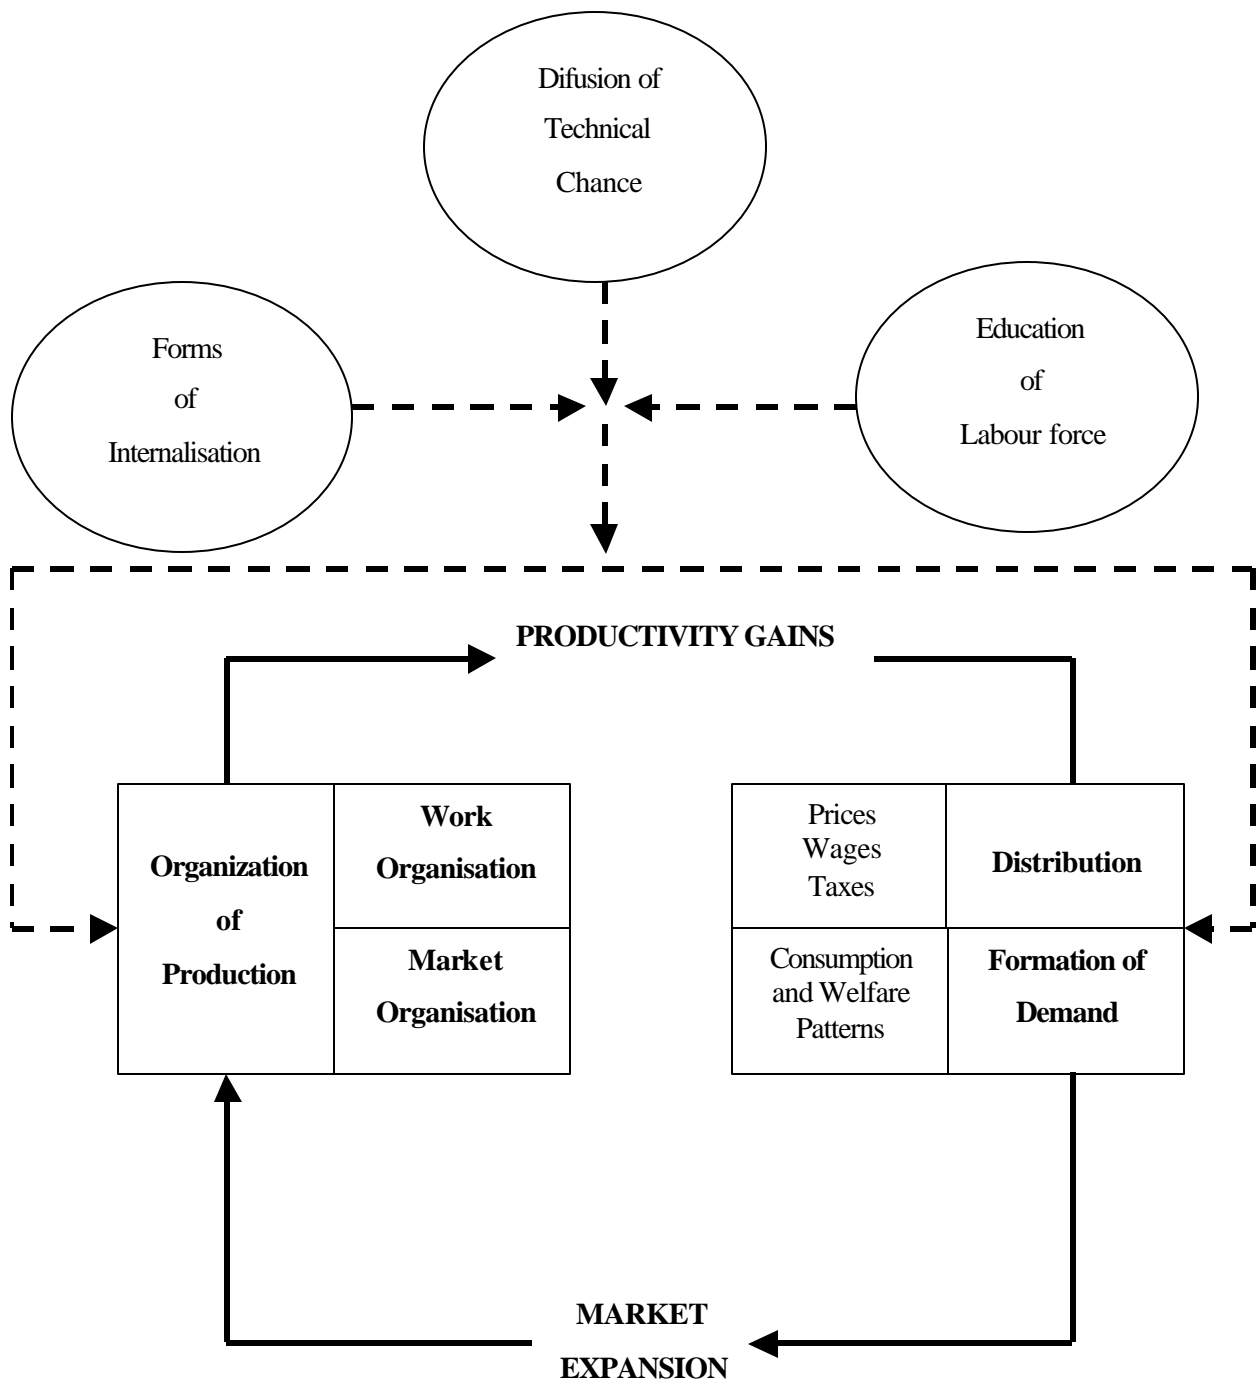 Difusion of
Technical
Chance
Forms
of
Internalisation
Education
of
Labour force
PRODUCTIVITY GAINS
Organization
of
Production
Work
Organisation
Market
Organisation
Prices
Wages
Taxes
Distribution
Consumption
and Welfare
Patterns
Formation of
Demand
MARKET
EXPANSION